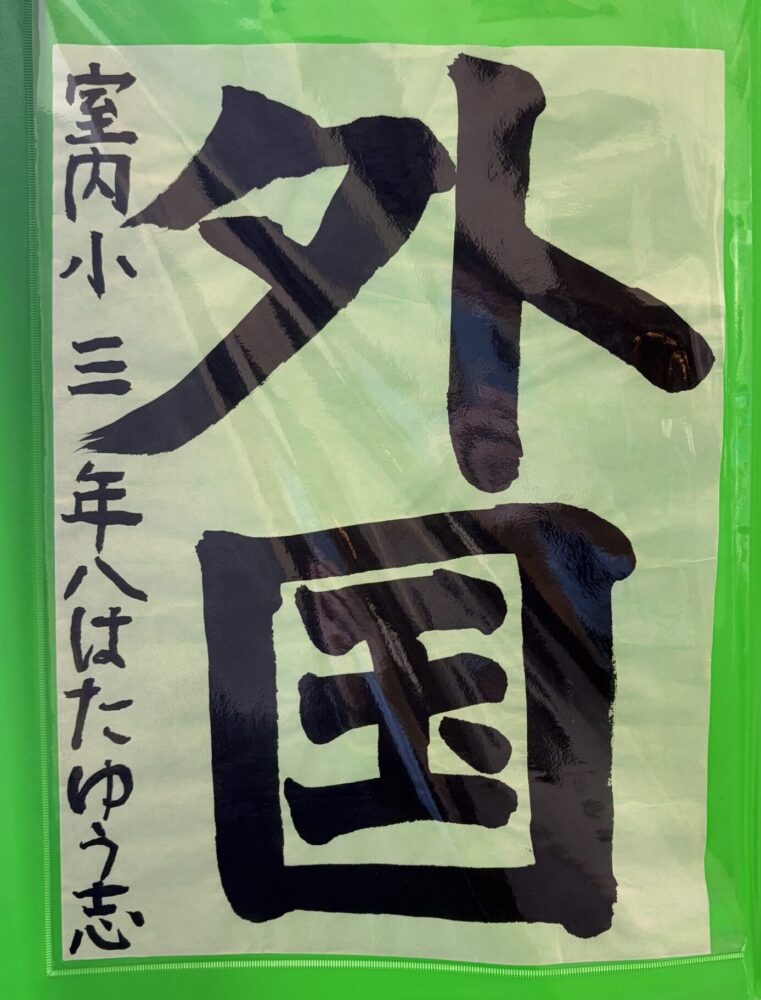 外国
室内小 三年 八はたゆう志